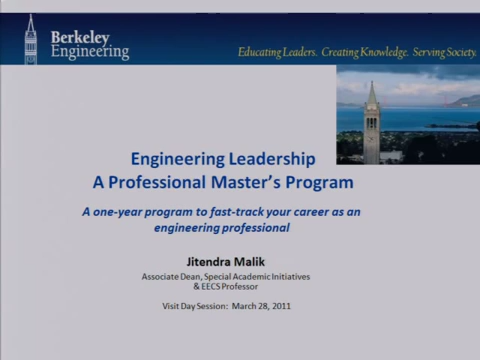 Berkeley
Engineering
Educating Leaders. Creating Knowledge. Serving Society.
Engineering Leadership
A Professional Master's Program
A one-year program to fast-track your career as an
engineering professional
Jitendra Malik
Associate Dean, Special Academic Initiatives
& EECS Professor
Visit Day Session: March 28, 2011